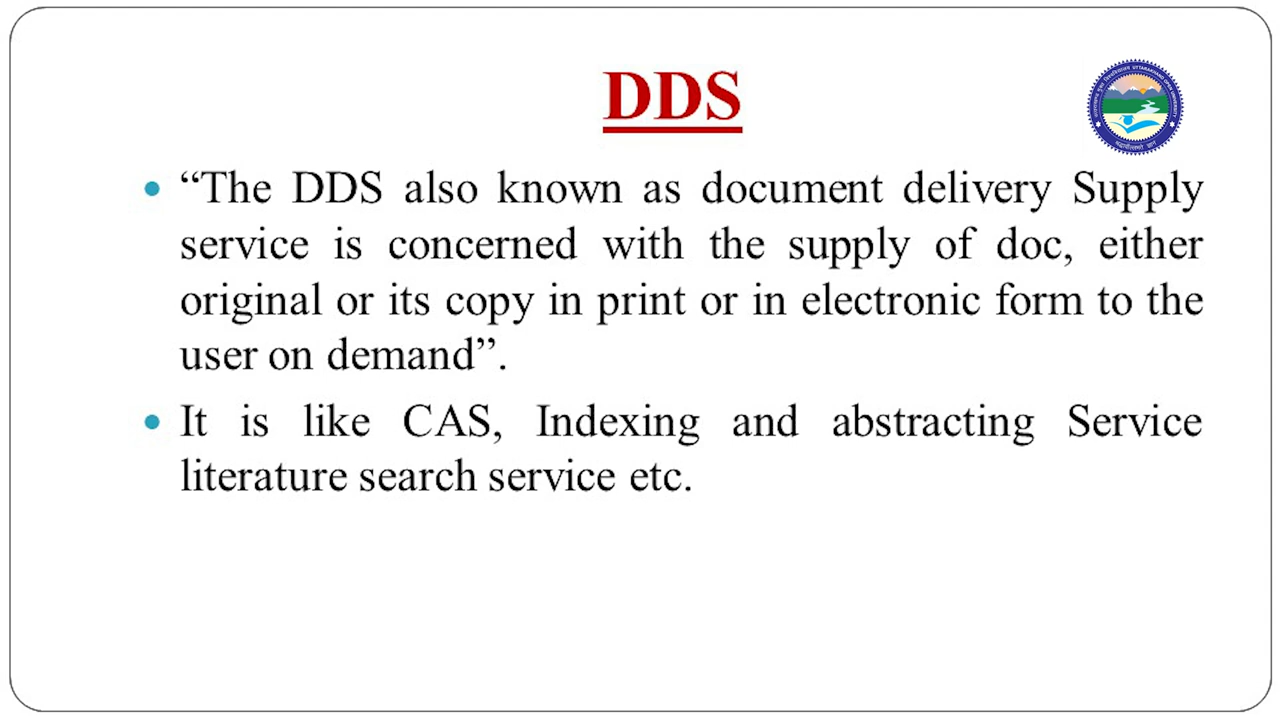 DDS
“The DDS also known as document delivery Supply
service is concerned with the supply of doc, either
original or its copy in print or in electronic form to the
user on demand”.
It is like CAS, Indexing and abstracting Service
literature search service etc.